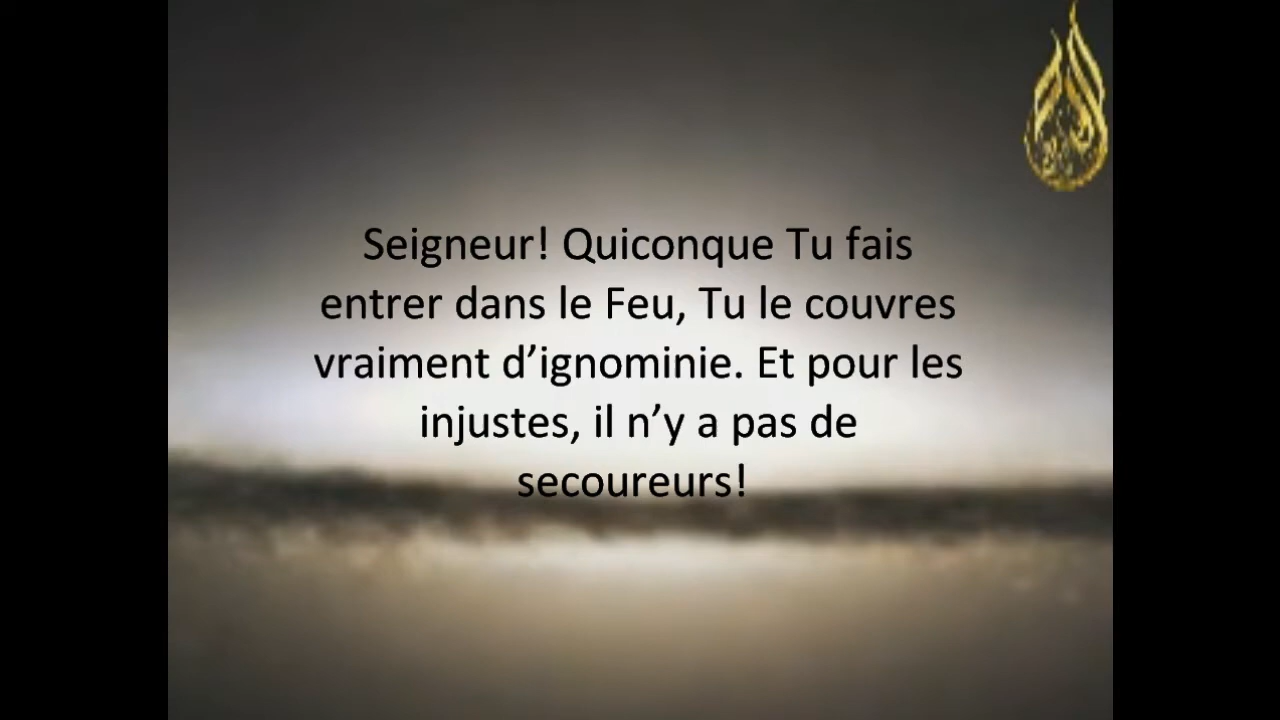 Seigneur! Quiconque Tu fais
entrer dans le Feu, Tu le couvres
vraiment d’ignominie. Et pour les
injustes, il n’y a pas de
secoureurs!